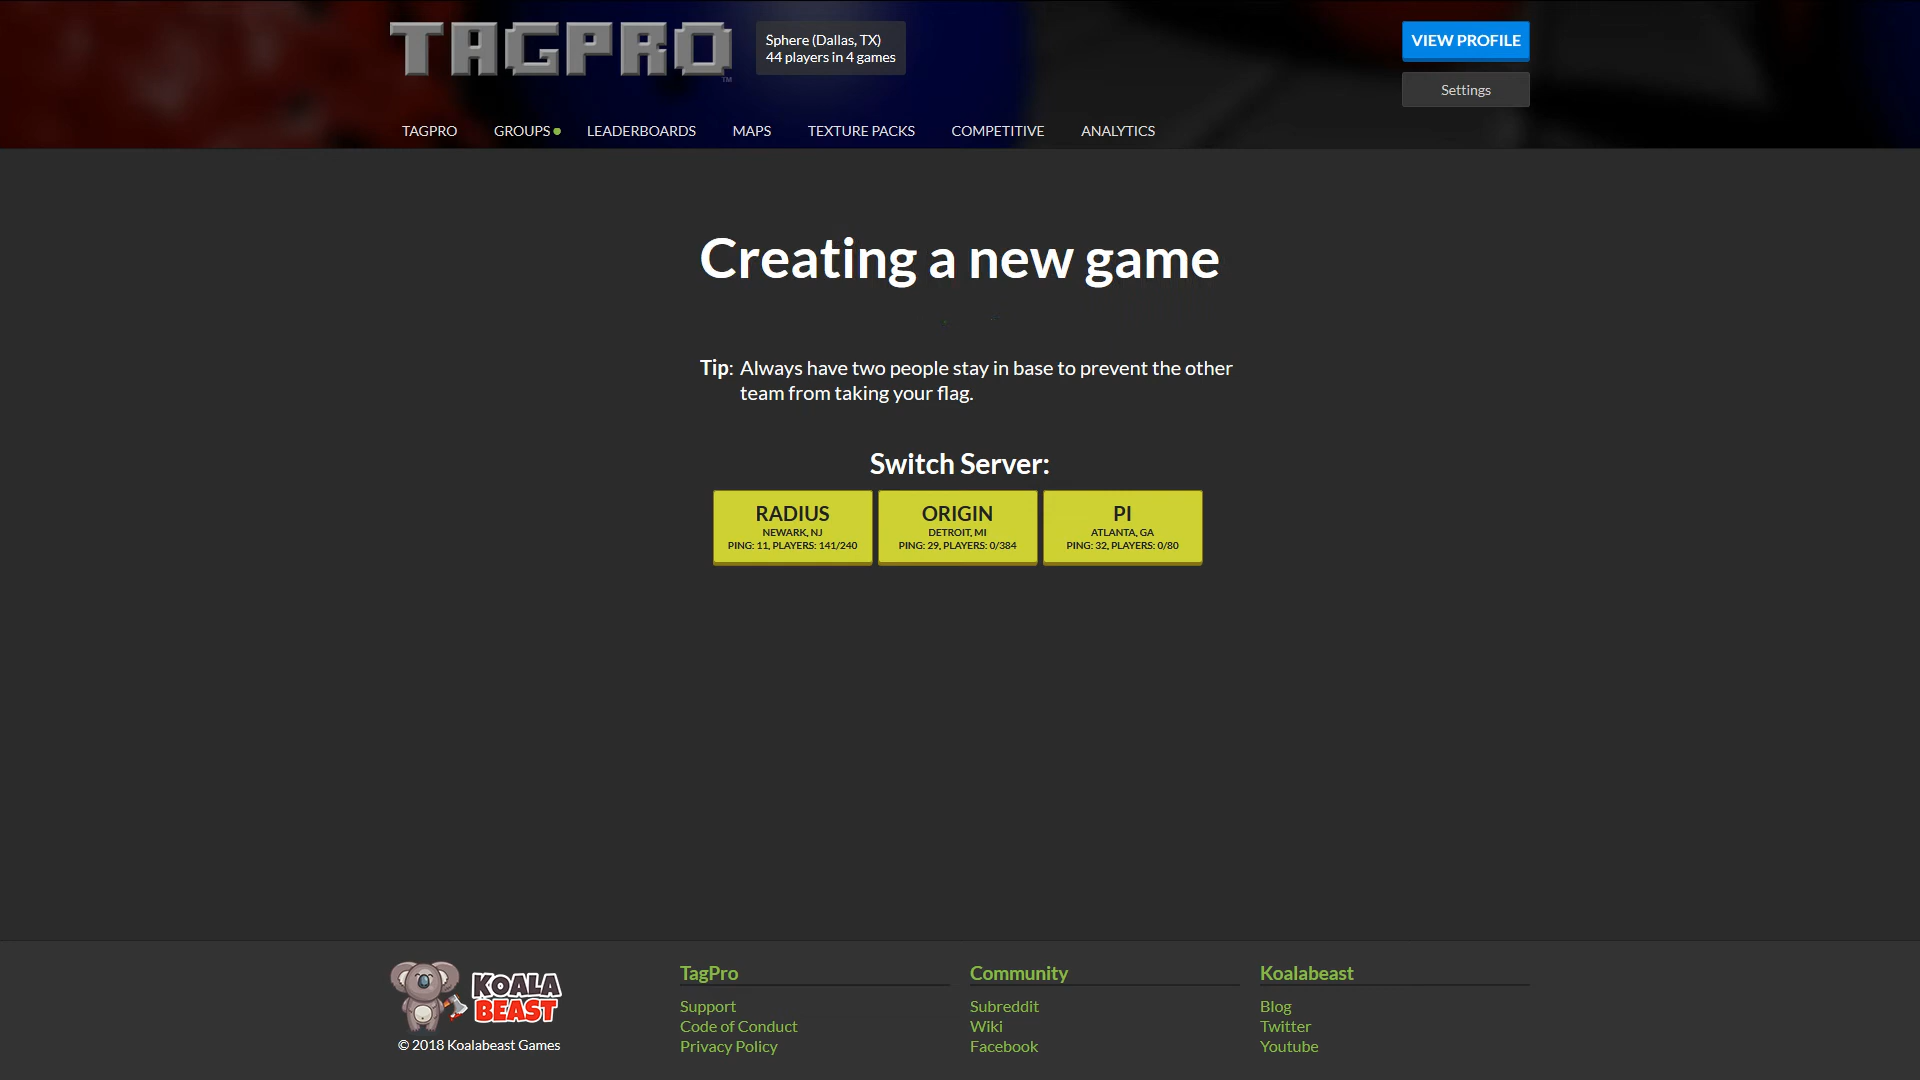 TAGPRO™
Sphere (Dallas, TX)
44 players in 4 games
VIEW PROFILE
Settings
TAGPRO GROUPS LEADERBOARDS MAPS TEXTURE PACKS COMPETITIVE ANALYTICS
Creating a new game
Tip: Always have two people stay in base to prevent the other
team from taking your flag.
Switch Server:
RADIUS
NEWARK, NJ
PING: 11, PLAYERS: 141/240
ORIGIN
DETROIT, MI
PING: 29, PLAYERS: 0/384
PI
ATLANTA, GA
PING: 32, PLAYERS: 0/80
KOALA
BEAST
© 2018 Koalabeast Games
TagPro
Support
Code of Conduct
Privacy Policy
Community
Subreddit
Wiki
Facebook
Koalabeast
Blog
Twitter
Youtube